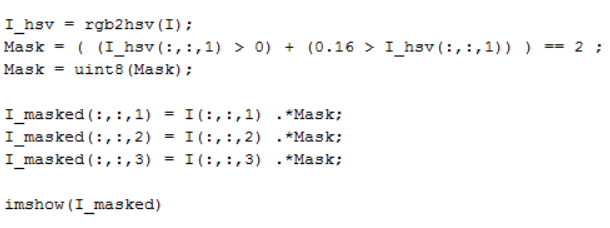 I_hsv = rgb2hsv(I);
Mask = ( (I_hsv(:,:,1) > 0) + (0.16 > I_hsv(:,:,1)) ) == 2 ;
Mask = uint8(Mask);
I_masked(:,:,1) = I(:,:,1) .*Mask;
I_masked(:,:,2) = I(:,:,2) .*Mask;
I_masked(:,:,3) = I(:,:,3) .*Mask;
imshow(I_masked)